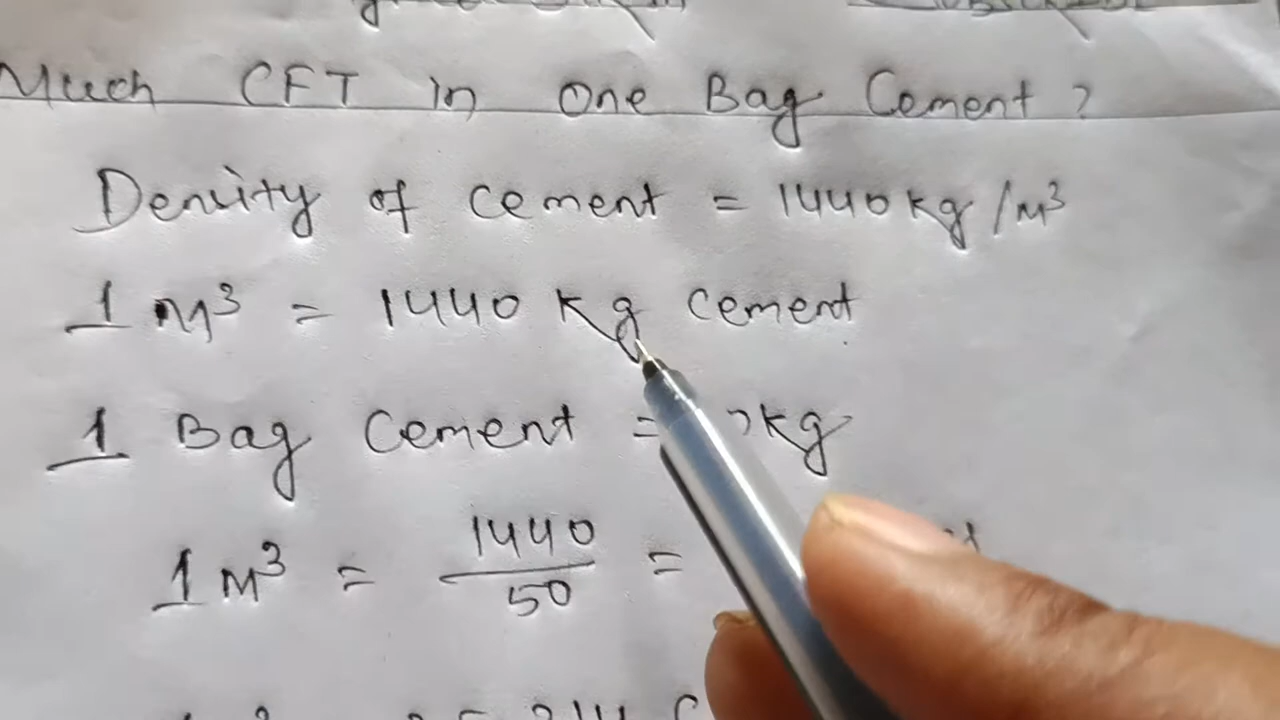 Much CFT in One Bag Cement ?
Density of cement = 1440 kg/m³
1 m³ = 1440 Kg cement
1 Bag Cement = 0kg
1 M³ = 1440/50 =